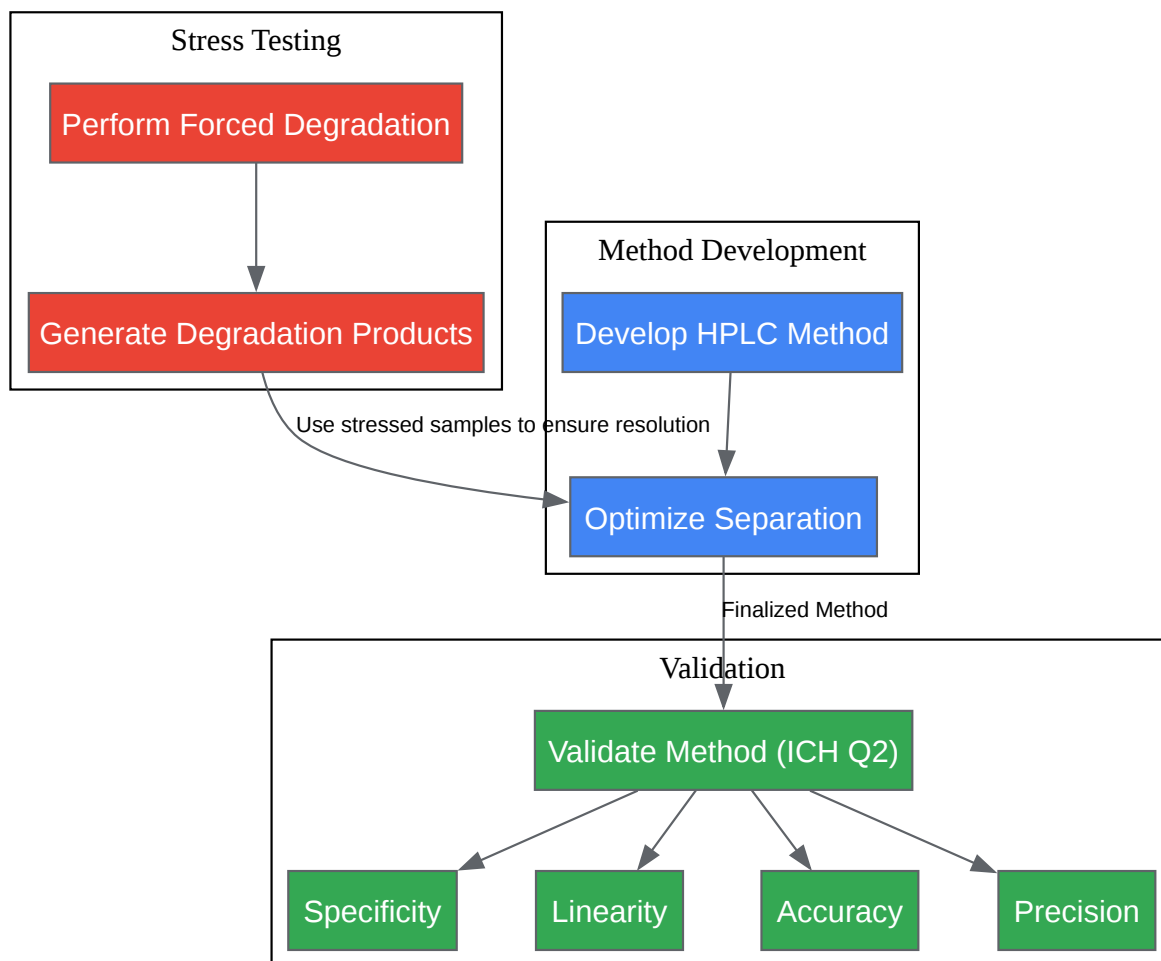 Stress Testing
Perform Forced Degradation
Generate Degradation Products
Method Development
Develop HPLC Method
Use stressed samples to ensure resolution
Optimize Separation
Finalized Method
Validation
Validate Method (ICH Q2)
Specificity
Linearity
Accuracy
Precision